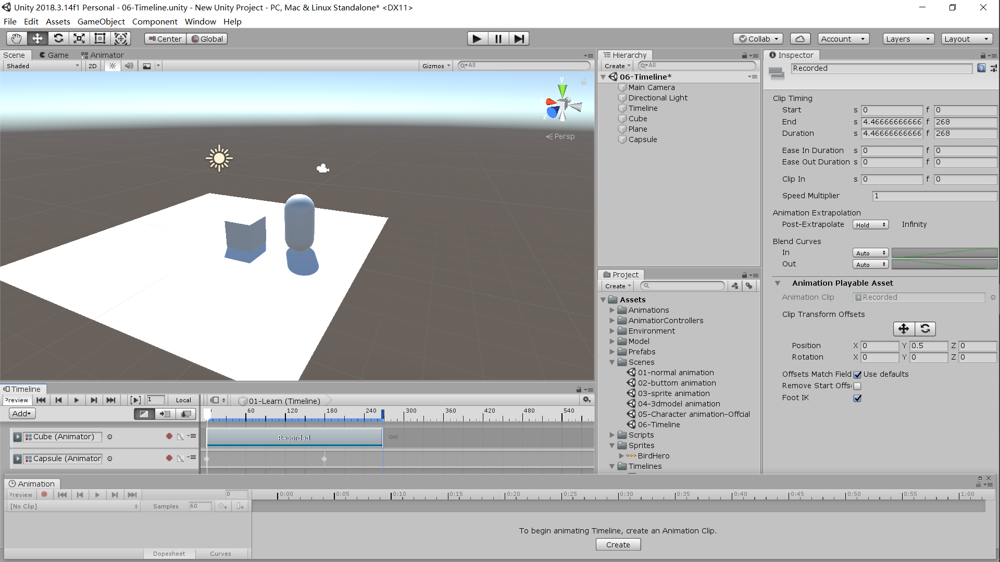 Unity 2018.3.14f1 Personal - 06-Timeline.unity - New Unity Project - PC, Mac & Linux Standalone* <DX11>
File Edit Assets GameObject Component Window Help
Center Global Collab Account Layers Layout
Scene Game Animator
Shaded 2D Gizmos All
y
z
Persp
Hierarchy
Create All
06-Timeline*
Main Camera
Directional Light
Timeline
Cube
Plane
Capsule
Project
Create
Assets
Animations
AnimatiorControllers
Environment
Model
Prefabs
Scenes
01-normal animation
02-buttom animation
03-sprite animation
04-3dmodel animation
05-Character animation-Offcial
06-Timeline
Scripts
Sprites
BirdHero
Timelines
Inspector
Recorded
Clip Timing
Start s 0 f 0
End s 4.46666666666 f 268
Duration s 4.46666666666 f 268
Ease In Duration s 0 f 0
Ease Out Duration s 0 f 0
Clip In s 0 f 0
Speed Multiplier 1
Animation Extrapolation
Post-Extrapolate Hold Infinity
Blend Curves
In Auto
Out Auto
Animation Playable Asset
Animation Clip Recorded
Clip Transform Offsets
Position X 0 Y 0.5 Z 0
Rotation X 0 Y 0 Z 0
Offsets Match Field Use defaults
Remove Start Offs
Foot IK
Timeline
Preview 1 Local 01-Learn (Timeline)
Add 60 120 180 240 300 360 420 480 540
Cube (Animator) Recorded
Capsule (Animator
Animation
Preview 0 0:00 0:05 0:10 0:15 0:20 0:25 0:30 0:35 0:40 0:45 0:50 0:55 1:00
[No Clip] Samples 60
To begin animating Timeline, create an Animation Clip.
Create
Dopesheet Curves